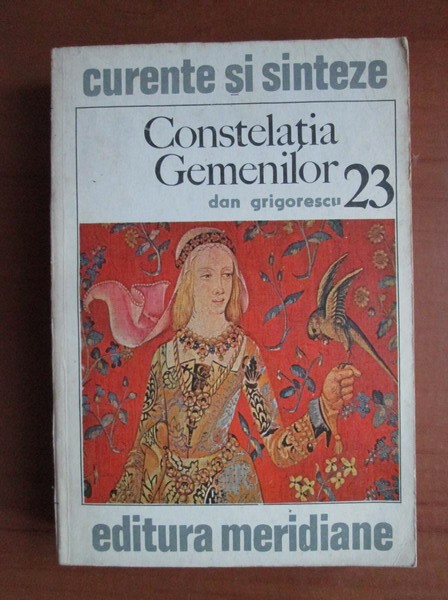 curente și sinteze
Constelația
Gemenilor
dan grigorescu 23
editura meridiane